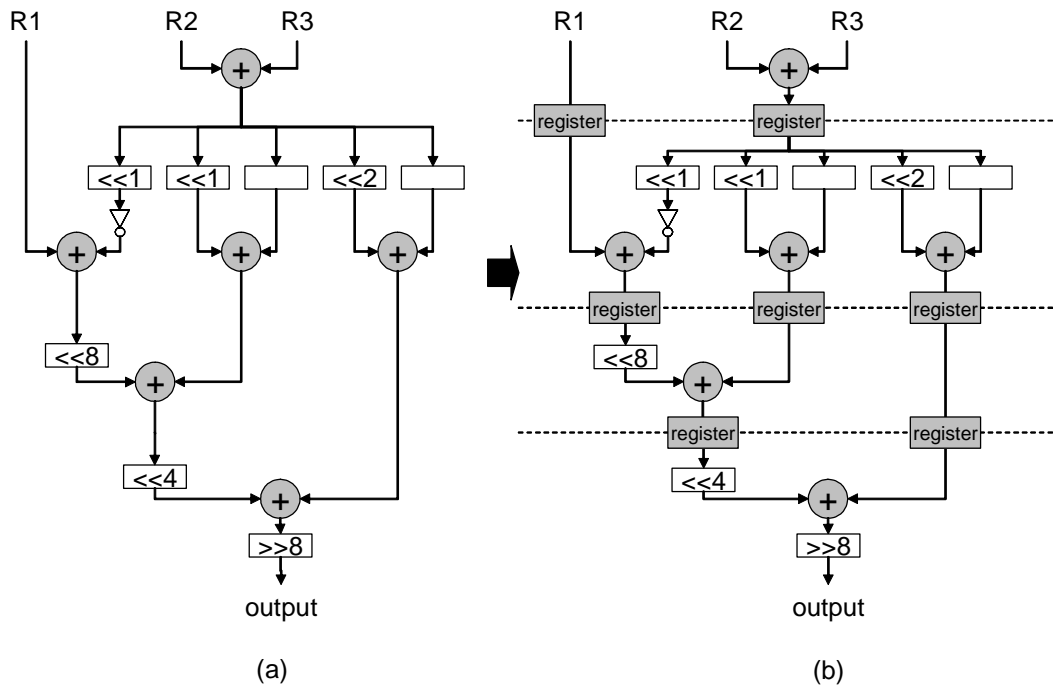 R1 R2 R3
+
<<1 <<1 <<2
+ + +
<<8
+
<<4
+
>>8
output
(a)
R1 R2 R3
+
register register
<<1 <<1 <<2
+ + +
register register register
<<8
+
register register
<<4
+
>>8
output
(b)